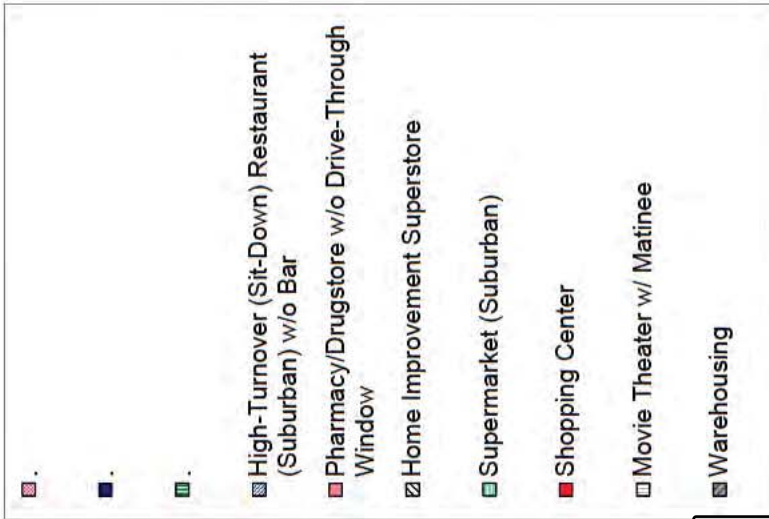 .
.
.
High-Turnover (Sit-Down) Restaurant
(Suburban) w/o Bar
Pharmacy/Drugstore w/o Drive-Through
Window
Home Improvement Superstore
Supermarket (Suburban)
Shopping Center
Movie Theater w/ Matinee
Warehousing